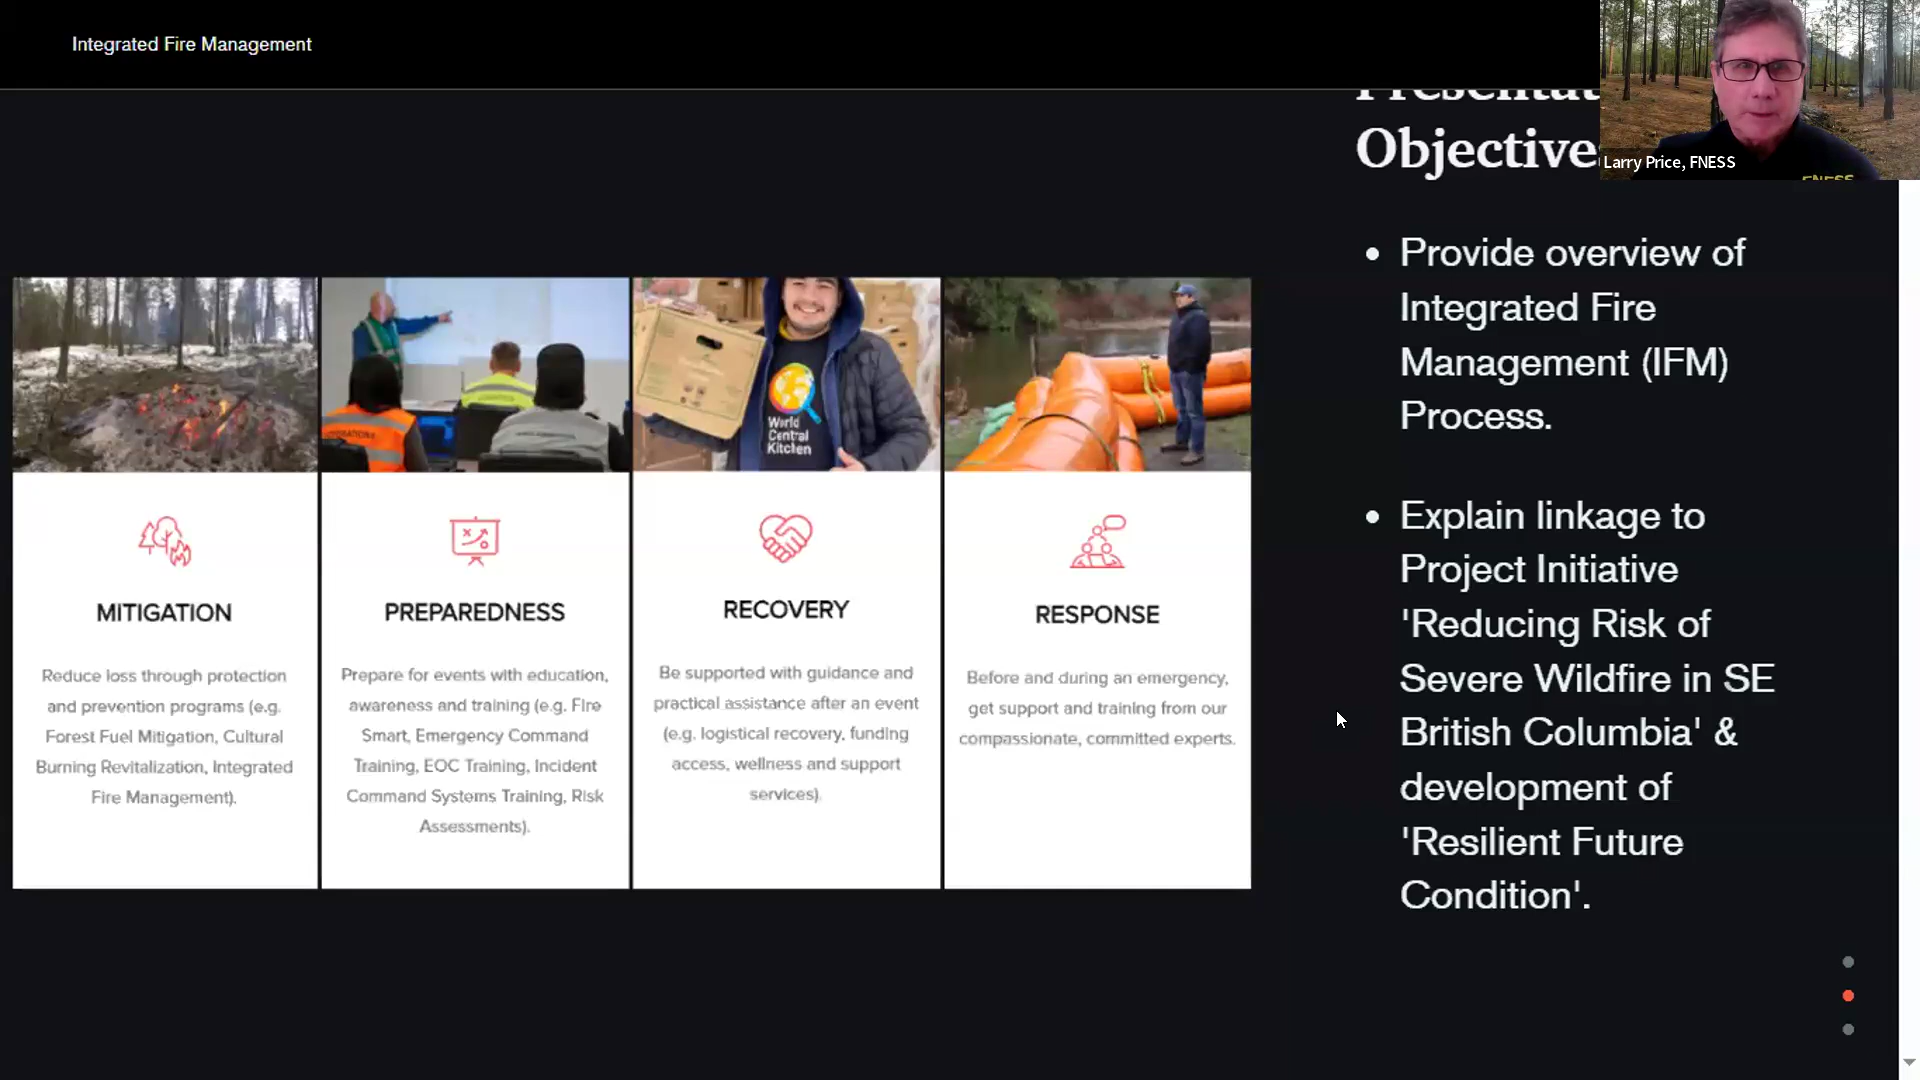 Integrated Fire Management
Objective
Larry Price, FNESS
FNESS
• Provide overview of
Integrated Fire
Management (IFM)
Process.
• Explain linkage to
Project Initiative
'Reducing Risk of
Severe Wildfire in SE
British Columbia' &
development of
'Resilient Future
Condition'.
World
Central
Kitchen
MITIGATION
Reduce loss through protection
and prevention programs (e.g.
Forest Fuel Mitigation, Cultural
Burning Revitalization, Integrated
Fire Management).
PREPAREDNESS
Prepare for events with education,
awareness and training (e.g. Fire
Smart, Emergency Command
Training, EOC Training, Incident
Command Systems Training, Risk
Assessments).
RECOVERY
Be supported with guidance and
practical assistance after an event
(e.g. logistical recovery, funding
access, wellness and support
services).
RESPONSE
Before and during an emergency,
get support and training from our
compassionate, committed experts.